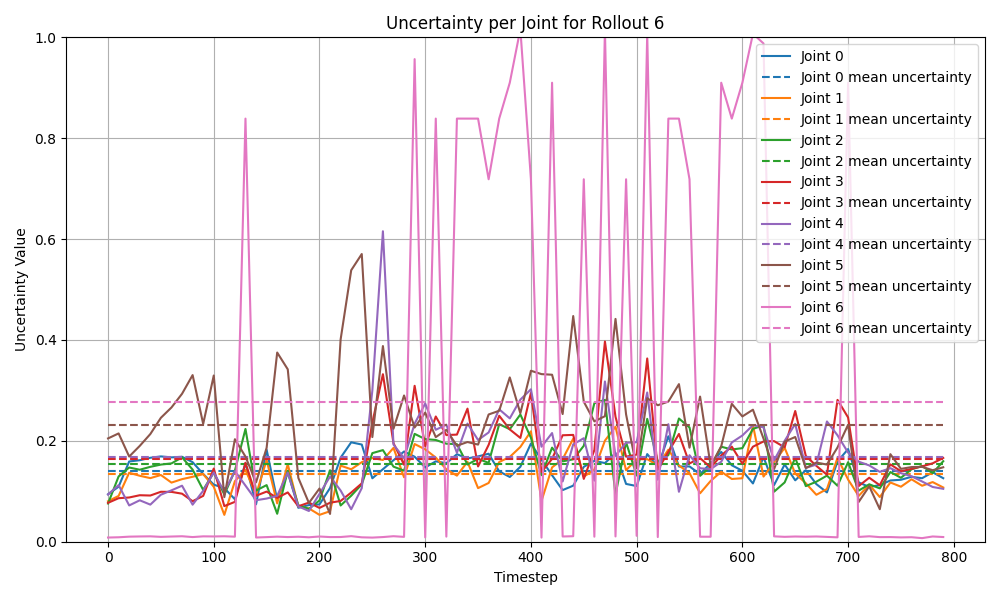 Uncertainty per Joint for Rollout 6
Uncertainty Value
1.0
0.8
0.6
0.4
0.2
0.0
0 100 200 300 400 500 600 700 800
Timestep
Joint 0
Joint 0 mean uncertainty
Joint 1
Joint 1 mean uncertainty
Joint 2
Joint 2 mean uncertainty
Joint 3
Joint 3 mean uncertainty
Joint 4
Joint 4 mean uncertainty
Joint 5
Joint 5 mean uncertainty
Joint 6
Joint 6 mean uncertainty